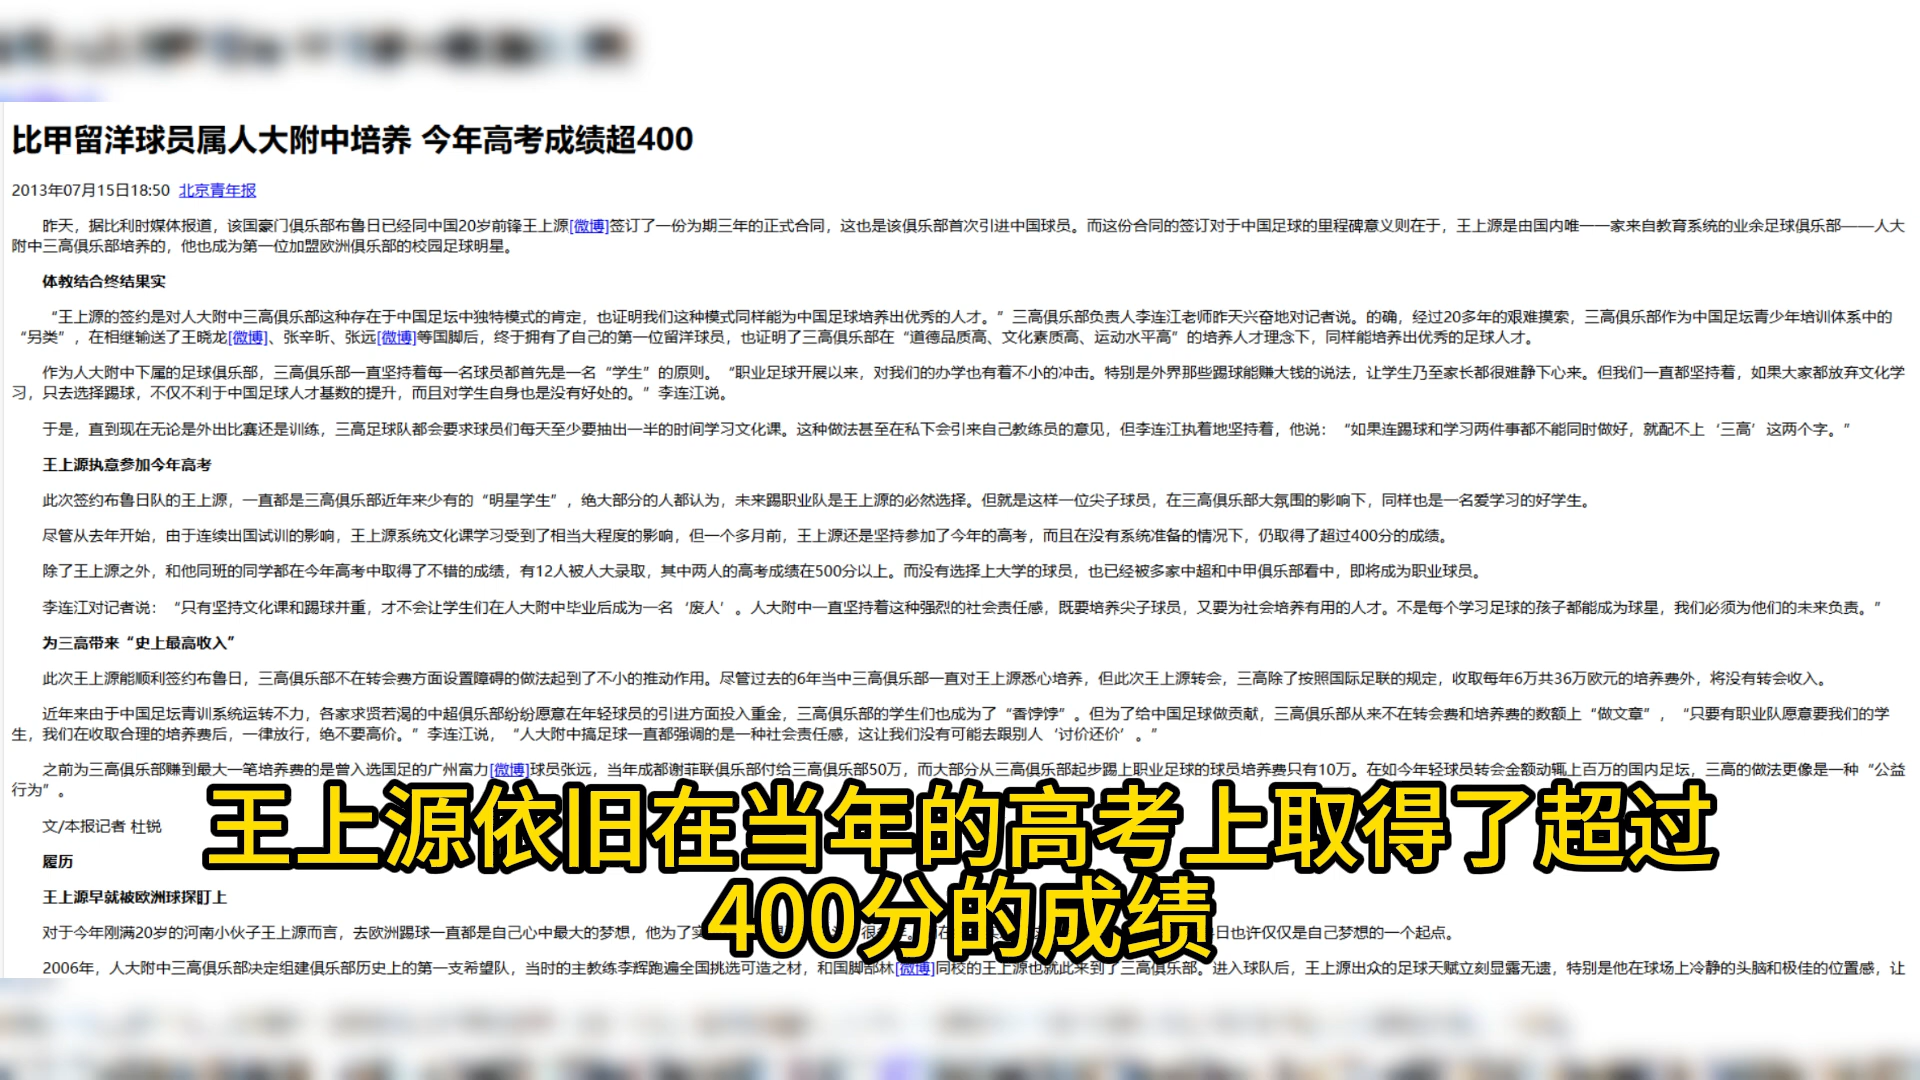 比甲留洋球员属人大附中培养 今年高考成绩超400
2013年07月15日18:50 北京青年报
昨天，据比利时媒体报道，该国豪门俱乐部布鲁日已经同中国20岁前锋王上源[微博]签订了一份为期三年的正式合同，这也是该俱乐部首次引进中国球员。而这份合同的签订对于中国足球的里程碑意义则在于，王上源是由国内唯一一家来自教育系统的业余足球俱乐部——人大
附中三高俱乐部培养的，他也成为第一位加盟欧洲俱乐部的校园足球明星。
体教结合终结果实
“王上源的签约是对人大附中三高俱乐部这种存在于中国足坛中独特模式的肯定，也证明我们这种模式同样能为中国足球培养出优秀的人才。”三高俱乐部负责人李连江老师昨天兴奋地对记者说。的确，经过20多年的艰难摸索，三高俱乐部作为中国足坛青少年培训体系中的
“另类”，在相继输送了王晓龙[微博]、张辛昕、张远[微博]等国脚后，终于拥有了自己的第一位留洋球员，也证明了三高俱乐部在“道德品质高、文化素质高、运动水平高”的培养人才理念下，同样能培养出优秀的足球人才。
作为人大附中下属的足球俱乐部，三高俱乐部一直坚持着每一名球员都首先是一名“学生”的原则。“职业足球开展以来，对我们的办学也有着不小的冲击。特别是外界那些踢球能赚大钱的说法，让学生乃至家长都很难静下心来。但我们一直都坚持着，如果大家都放弃文化学
习，只去选择踢球，不仅不利于中国足球人才基数的提升，而且对学生自身也是没有好处的。”李连江说。
于是，直到现在无论是外出比赛还是训练，三高足球队都会要求球员们每天至少要抽出一半的时间学习文化课。这种做法甚至在私下会引来自己教练员的意见，但李连江执着地坚持着，他说：“如果连踢球和学习两件事都不能同时做好，就配不上‘三高’这两个字。”
王上源执意参加今年高考
此次签约布鲁日队的王上源，一直都是三高俱乐部近年来少有的“明星学生”，绝大部分的人都认为，未来踢职业队是王上源的必然选择。但就是这样一位尖子球员，在三高俱乐部大氛围的影响下，同样也是一名爱学习的好学生。
尽管从去年开始，由于连续出国试训的影响，王上源系统文化课学习受到了相当大程度的影响，但一个多月前，王上源还是坚持参加了今年的高考，而且在没有系统准备的情况下，仍取得了超过400分的成绩。
除了王上源之外，和他同班的同学都在今年高考中取得了不错的成绩，有12人被人大录取，其中两人的高考成绩在500分以上。而没有选择上大学的球员，也已经被多家中超和中甲俱乐部看中，即将成为职业球员。
李连江对记者说：“只有坚持文化课和踢球并重，才不会让学生们在人大附中毕业后成为一名‘废人’。人大附中一直坚持着这种强烈的社会责任感，既要培养尖子球员，又要为社会培养有用的人才。不是每个学习足球的孩子都能成为球星，我们必须为他们的未来负责。”
为三高带来“史上最高收入”
此次王上源能顺利签约布鲁日，三高俱乐部不在转会费方面设置障碍的做法起到了不小的推动作用。尽管过去的6年当中三高俱乐部一直对王上源悉心培养，但此次王上源转会，三高除了按照国际足联的规定，收取每年6万共36万欧元的培养费外，将没有转会收入。
近年来由于中国足坛青训系统运转不力，各家求贤若渴的中超俱乐部纷纷愿意在年轻球员的引进方面投入重金，三高俱乐部的学生们也成为了“香饽饽”。但为了给中国足球做贡献，三高俱乐部从来不在转会费和培养费的数额上“做文章”，“只要有职业队愿意要我们的学
生，我们在收取合理的培养费后，一律放行，绝不要高价。”李连江说，“人大附中搞足球一直都强调的是一种社会责任感，这让我们没有可能去跟别人‘讨价还价’。”
之前为三高俱乐部赚到最大一笔培养费的是曾入选国足的广州富力[微博]球员张远，当年成都谢菲联俱乐部付给三高俱乐部50万，而大部分从三高俱乐部起步踢上职业足球的球员培养费只有10万。在如今年轻球员转会金额动辄上百万的国内足坛，三高的做法更像是一种“公益
行为”。
文/本报记者 杜锐
王上源依旧在当年的高考上取得了超过
400分的成绩
履历
王上源早就被欧洲球探盯上
对于今年刚满20岁的河南小伙子王上源而言，去欧洲踢球一直都是自己心中最大的梦想，他为了实 日也许仅仅是自己梦想的一个起点。
2006年，人大附中三高俱乐部决定组建俱乐部历史上的第一支希望队，当时的主教练李辉跑遍全国挑选可造之材，和国脚郜林[微博]同校的王上源也就此来到了三高俱乐部。进入球队后，王上源出众的足球天赋立刻显露无遗，特别是他在球场上冷静的头脑和极佳的位置感，让